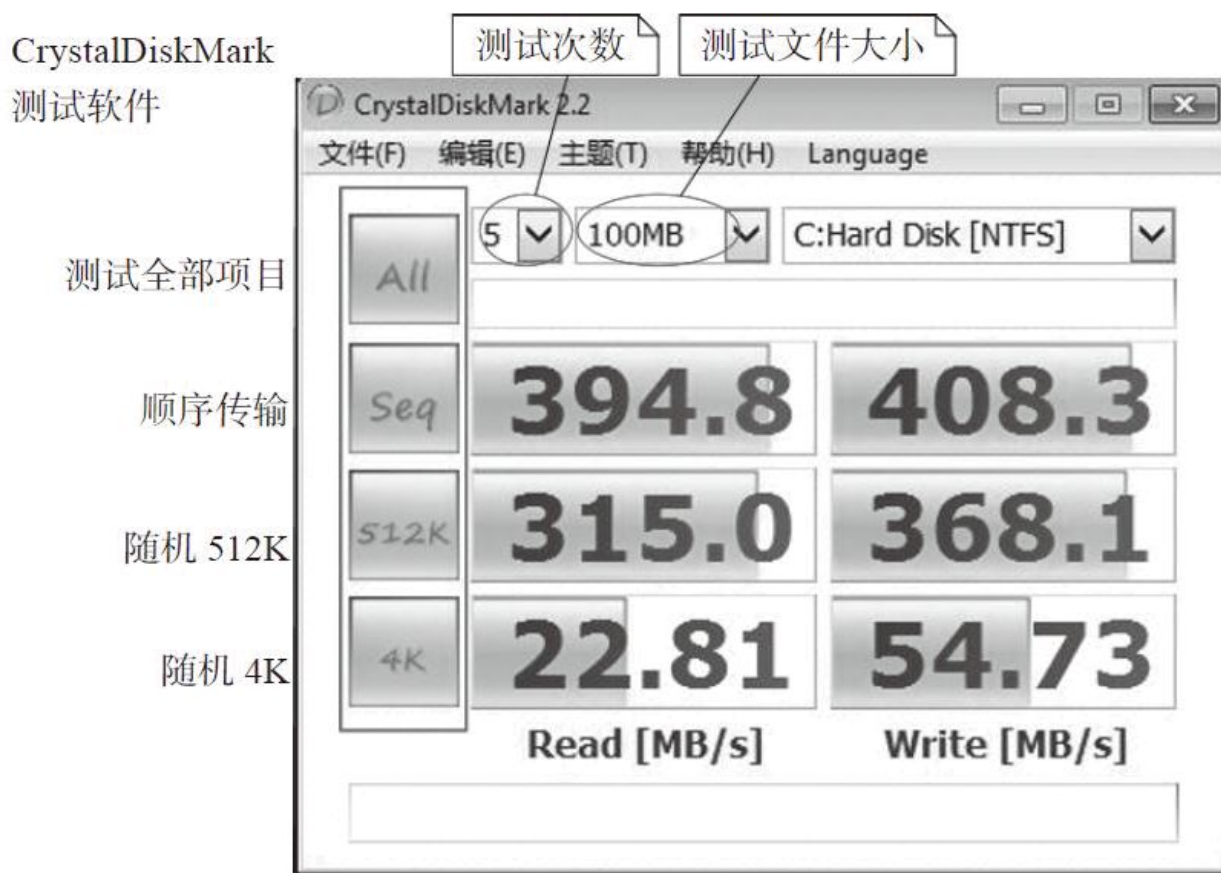 CrystalDiskMark
测试软件
测试次数
测试文件大小
CrystalDiskMark 2.2
文件(F) 编辑(E) 主题(T) 帮助(H) Language
测试全部项目
All
5
100MB
C:Hard Disk [NTFS]
顺序传输
Seq
394.8
408.3
随机 512K
512K
315.0
368.1
随机 4K
4K
22.81
54.73
Read [MB/s]
Write [MB/s]